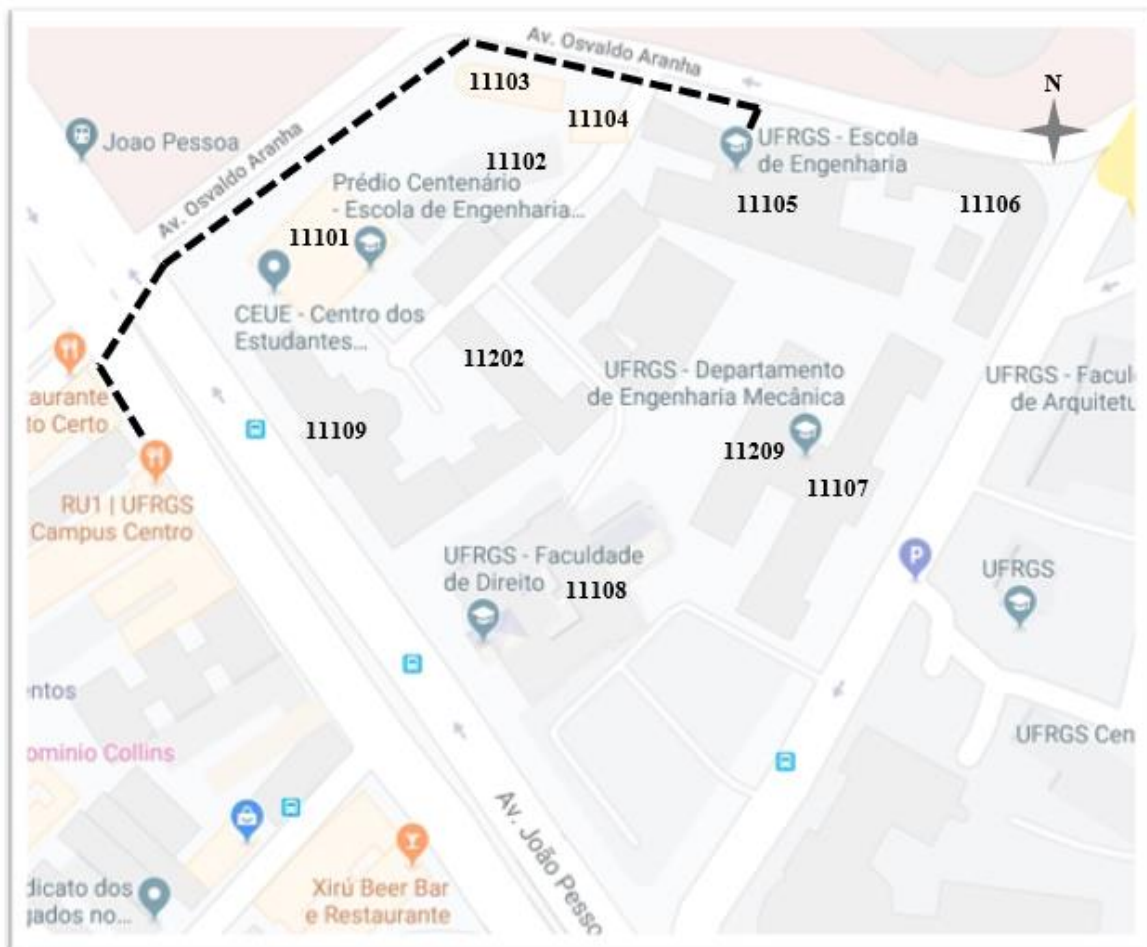 Av. Osvaldo Aranha
11103
N
11104
Joao Pessoa
Av. Osvaldo Aranha
UFRGS - Escola
de Engenharia
11102
Prédio Centenário
- Escola de Engenharia...
11105
11106
11101
CEUE - Centro dos
Estudantes...
11202
UFRGS - Departamento
de Engenharia Mecânica
UFRGS - Facul
de Arquitetu
aurante
to Certo
11109
11209
11107
RU1 | UFRGS
Campus Centro
UFRGS - Faculdade
de Direito
11108
P
UFRGS
entos
UFRGS Cen
ominio Collins
Av. João Pesso
dicato dos
gados no...
Xirú Beer Bar
e Restaurante